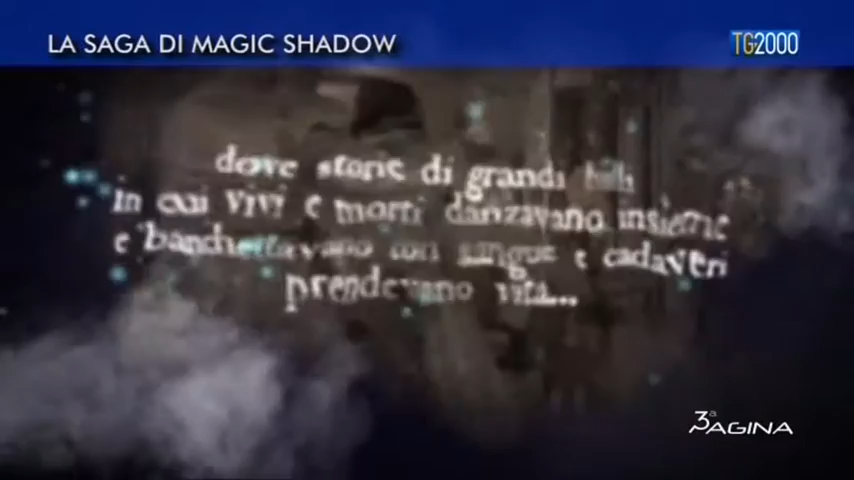 LA SAGA DI MAGIC SHADOW
TG2000
dove storie di grandi balli
in cui vivi e morti danzavano insieme
e banchettavano con sangue e cadaveri
prendevano vita...
3a PAGINA